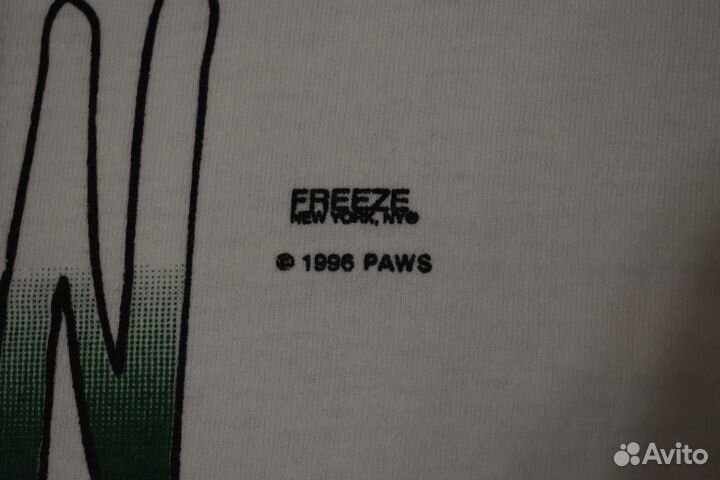 FREEZE
NEW YORK, NY®
© 1996 PAWS
Avito